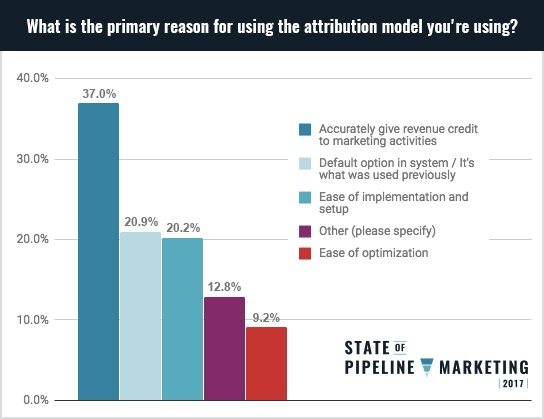 What is the primary reason for using the attribution model you're using?
40.0%
37.0%
Accurately give revenue credit
to marketing activities
30.0%
Default option in system / It's
what was used previously
Ease of implementation and
setup
20.9%
20.2%
Other (please specify)
20.0%
Ease of optimization
12.8%
10.0%
9.2%
STATE OF
PIPELINE MARKETING
| 2017 |
0.0%